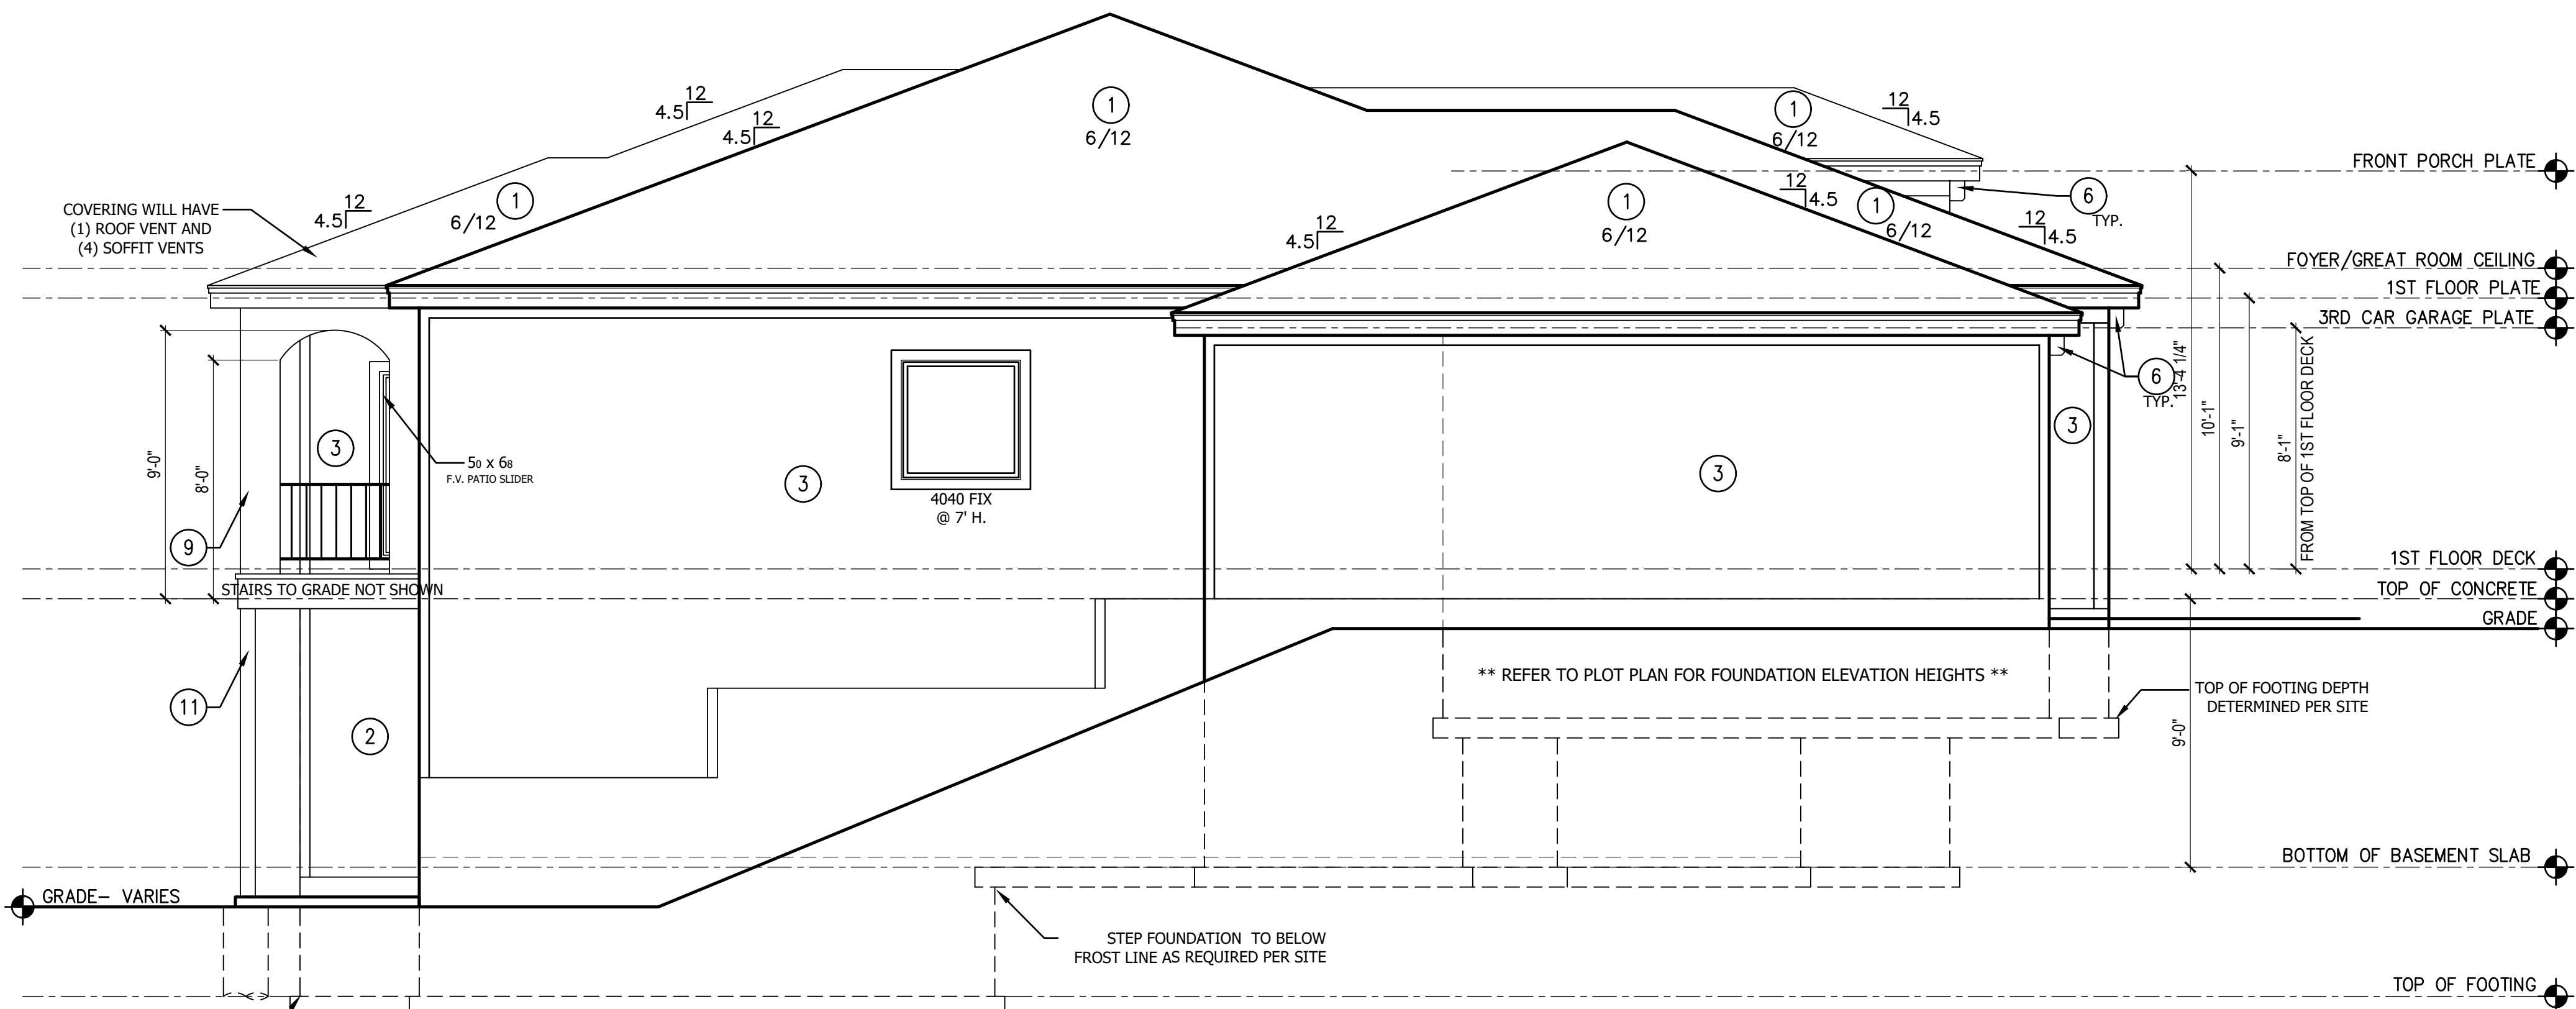 12
4.5
12
4.5
1
6/12
12
4.5
1
6/12
COVERING WILL HAVE
(1) ROOF VENT AND
(4) SOFFIT VENTS
12
4.5
1
6/12
12
4.5
1
6/12
12
4.5
1
6/12
12
4.5
6
TYP.
FRONT PORCH PLATE
FOYER/GREAT ROOM CEILING
1ST FLOOR PLATE
3RD CAR GARAGE PLATE
9'-0"
8'-0"
3
50 x 68
F.V. PATIO SLIDER
3
4040 FIX
@ 7' H.
3
3
6
TYP.
13'-4 1/4"
10'-1"
9'-1"
8'-1"
FROM TOP OF 1ST FLOOR DECK
9
STAIRS TO GRADE NOT SHOWN
1ST FLOOR DECK
TOP OF CONCRETE
GRADE
11
2
** REFER TO PLOT PLAN FOR FOUNDATION ELEVATION HEIGHTS **
TOP OF FOOTING DEPTH
DETERMINED PER SITE
9'-0"
BOTTOM OF BASEMENT SLAB
GRADE- VARIES
STEP FOUNDATION TO BELOW
FROST LINE AS REQUIRED PER SITE
TOP OF FOOTING